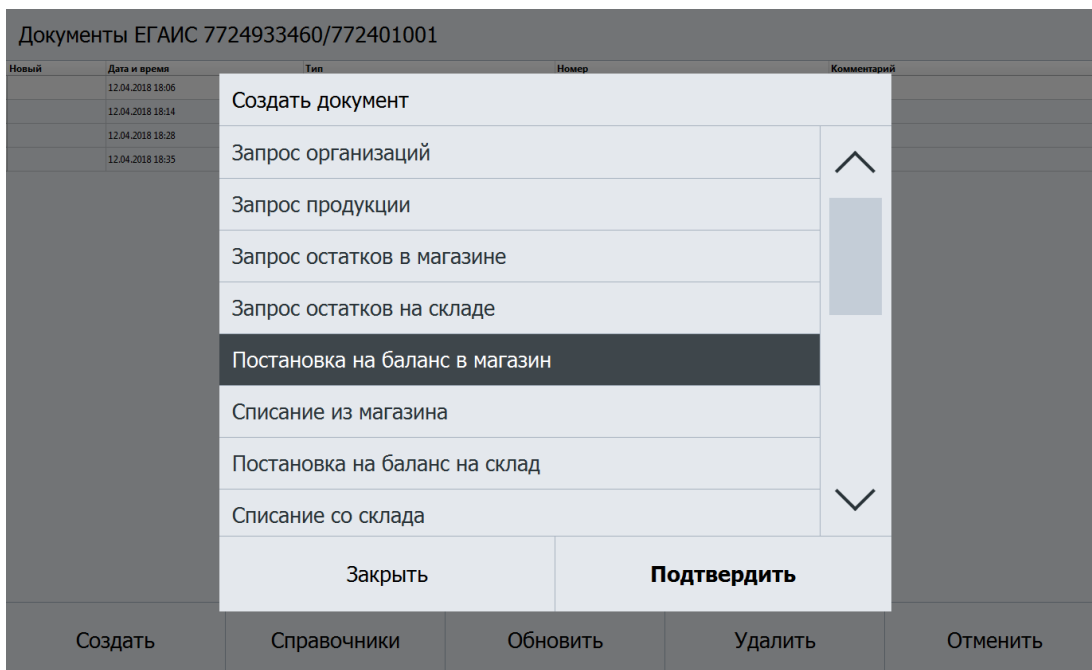 Документы ЕГАИС 7724933460/772401001
Новый Дата и время Тип Номер Комментарий
12.04.2018 18:06
12.04.2018 18:14
12.04.2018 18:28
12.04.2018 18:35
Создать документ
Запрос организаций
Запрос продукции
Запрос остатков в магазине
Запрос остатков на складе
Постановка на баланс в магазин
Списание из магазина
Постановка на баланс на склад
Списание со склада
Закрыть Подтвердить
Создать Справочники Обновить Удалить Отменить